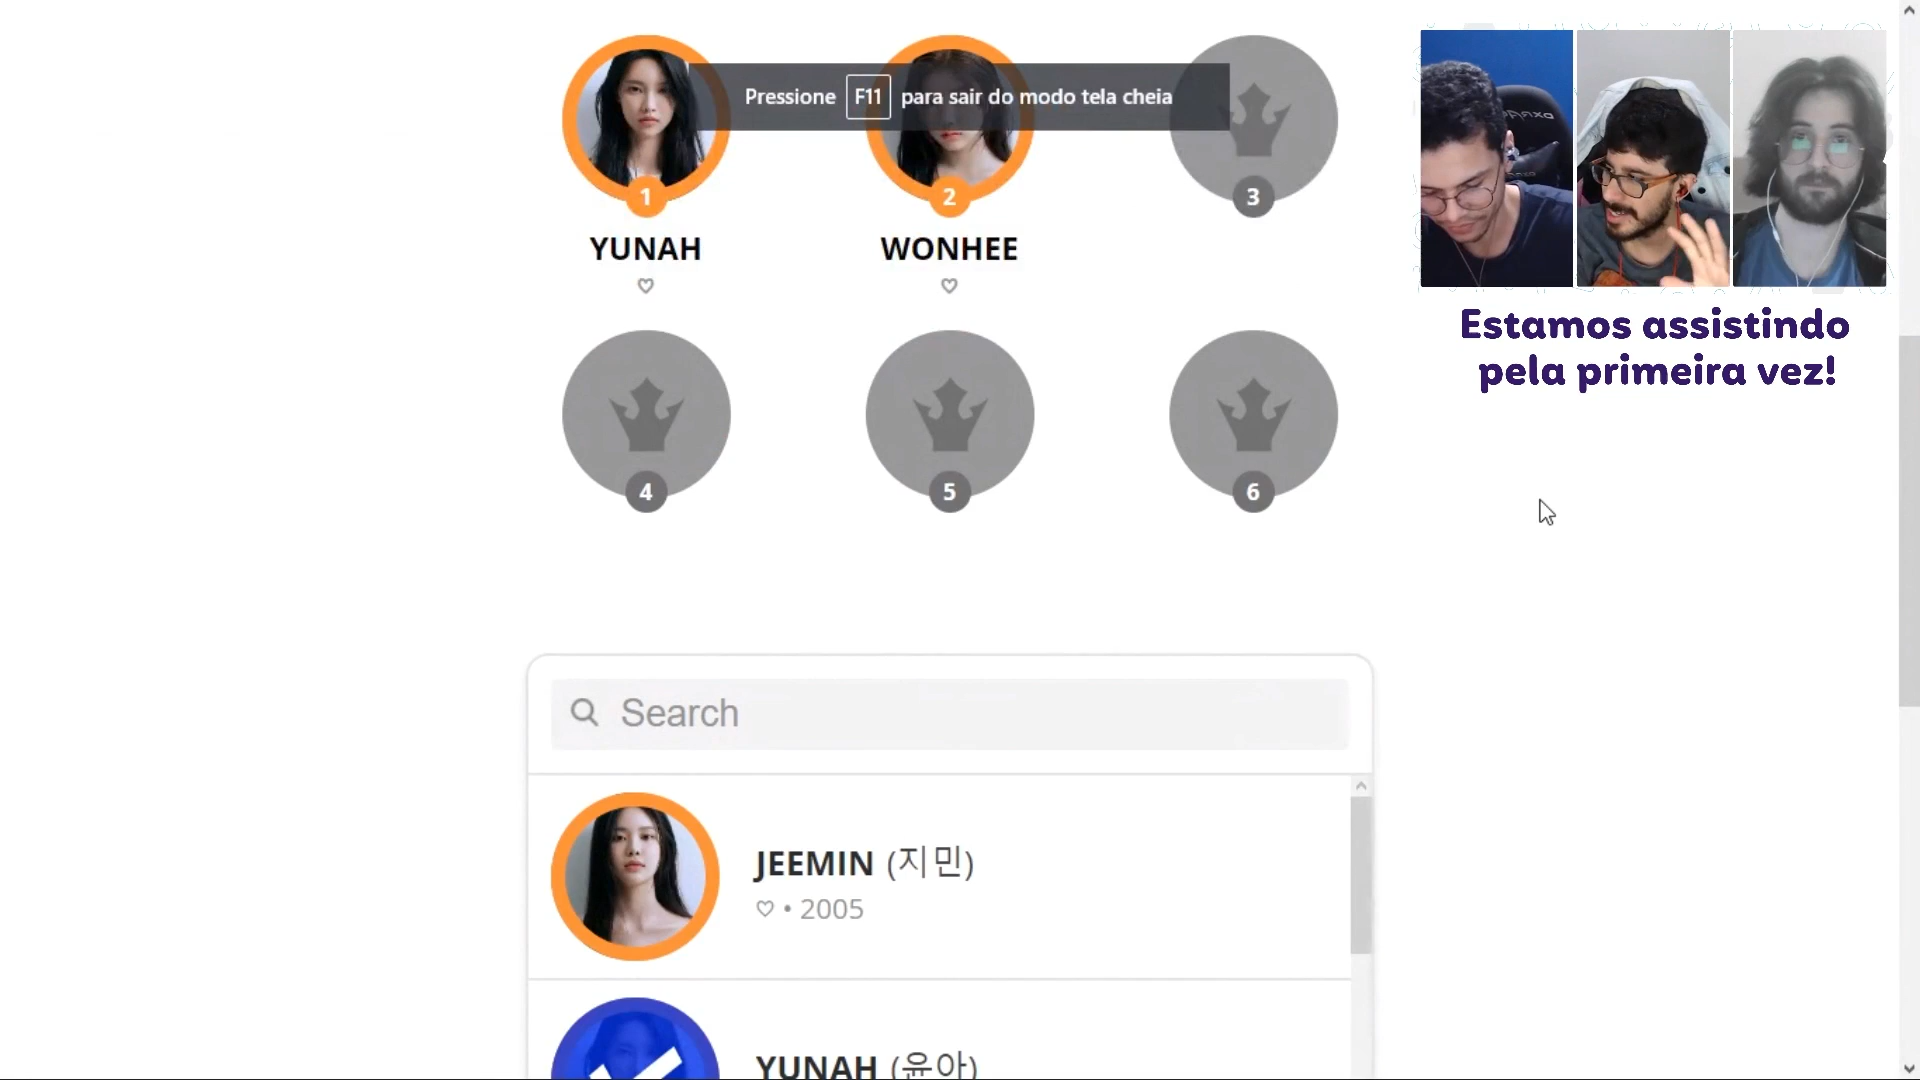 Pressione F11 para sair do modo tela cheia
1
2
3
YUNAH
WONHEE
♡
♡
4
5
6
Estamos assistindo
pela primeira vez!
Search
JEEMIN (지민)
♡ • 2005
YUNAH (윤아)